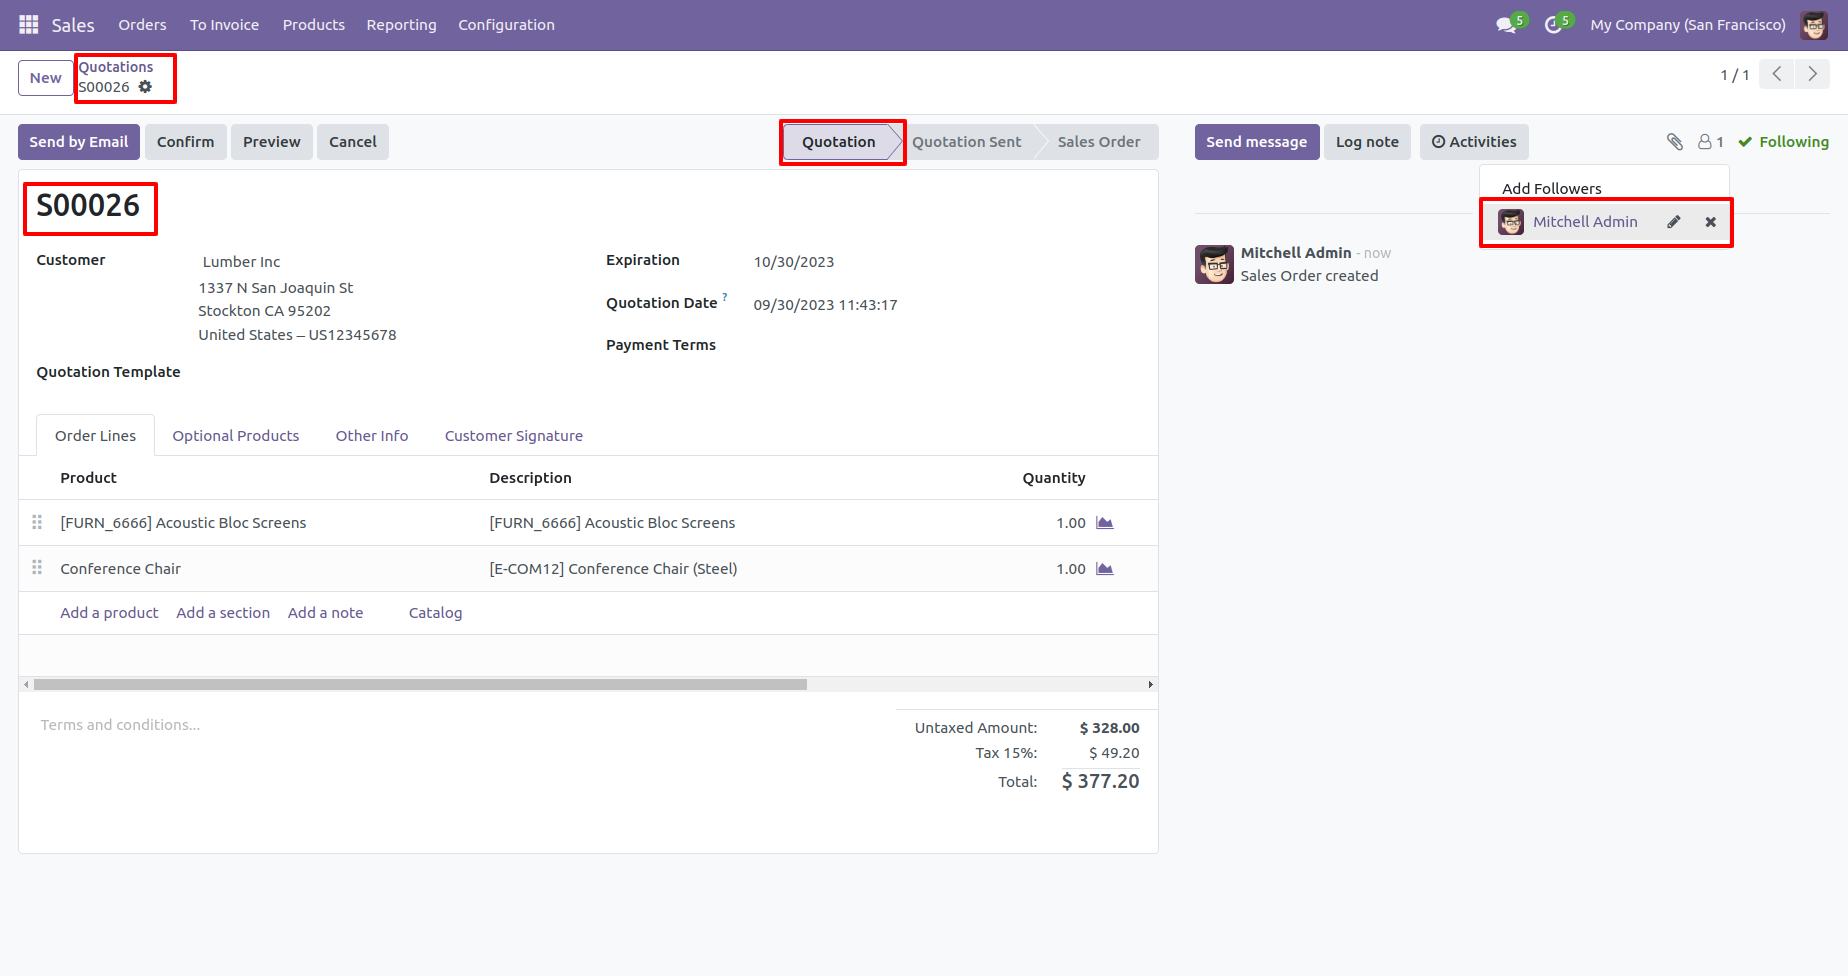 Sales Orders To Invoice Products Reporting Configuration 5 5 My Company (San Francisco)
New Quotations
S00026
1 / 1
Send by Email Confirm Preview Cancel Quotation Quotation Sent Sales Order Send message Log note Activities 1 Following
Add Followers
Mitchell Admin
S00026
Mitchell Admin - now
Sales Order created
Customer Lumber Inc
1337 N San Joaquin St
Stockton CA 95202
United States – US12345678
Quotation Template
Expiration 10/30/2023
Quotation Date ? 09/30/2023 11:43:17
Payment Terms
Order Lines Optional Products Other Info Customer Signature
Product Description Quantity
[FURN_6666] Acoustic Bloc Screens [FURN_6666] Acoustic Bloc Screens 1.00
Conference Chair [E-COM12] Conference Chair (Steel) 1.00
Add a product Add a section Add a note Catalog
Terms and conditions...
Untaxed Amount: $ 328.00
Tax 15%: $ 49.20
Total: $ 377.20